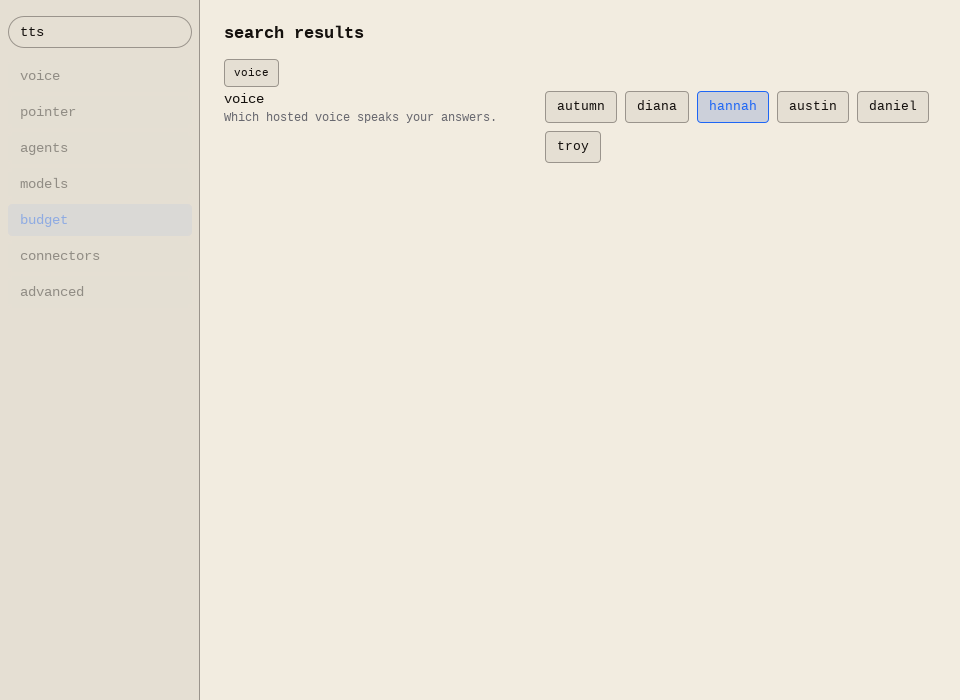 tts
voice
pointer
agents
models
budget
connectors
advanced
search results
voice
voice
Which hosted voice speaks your answers.
autumn diana hannah austin daniel
troy